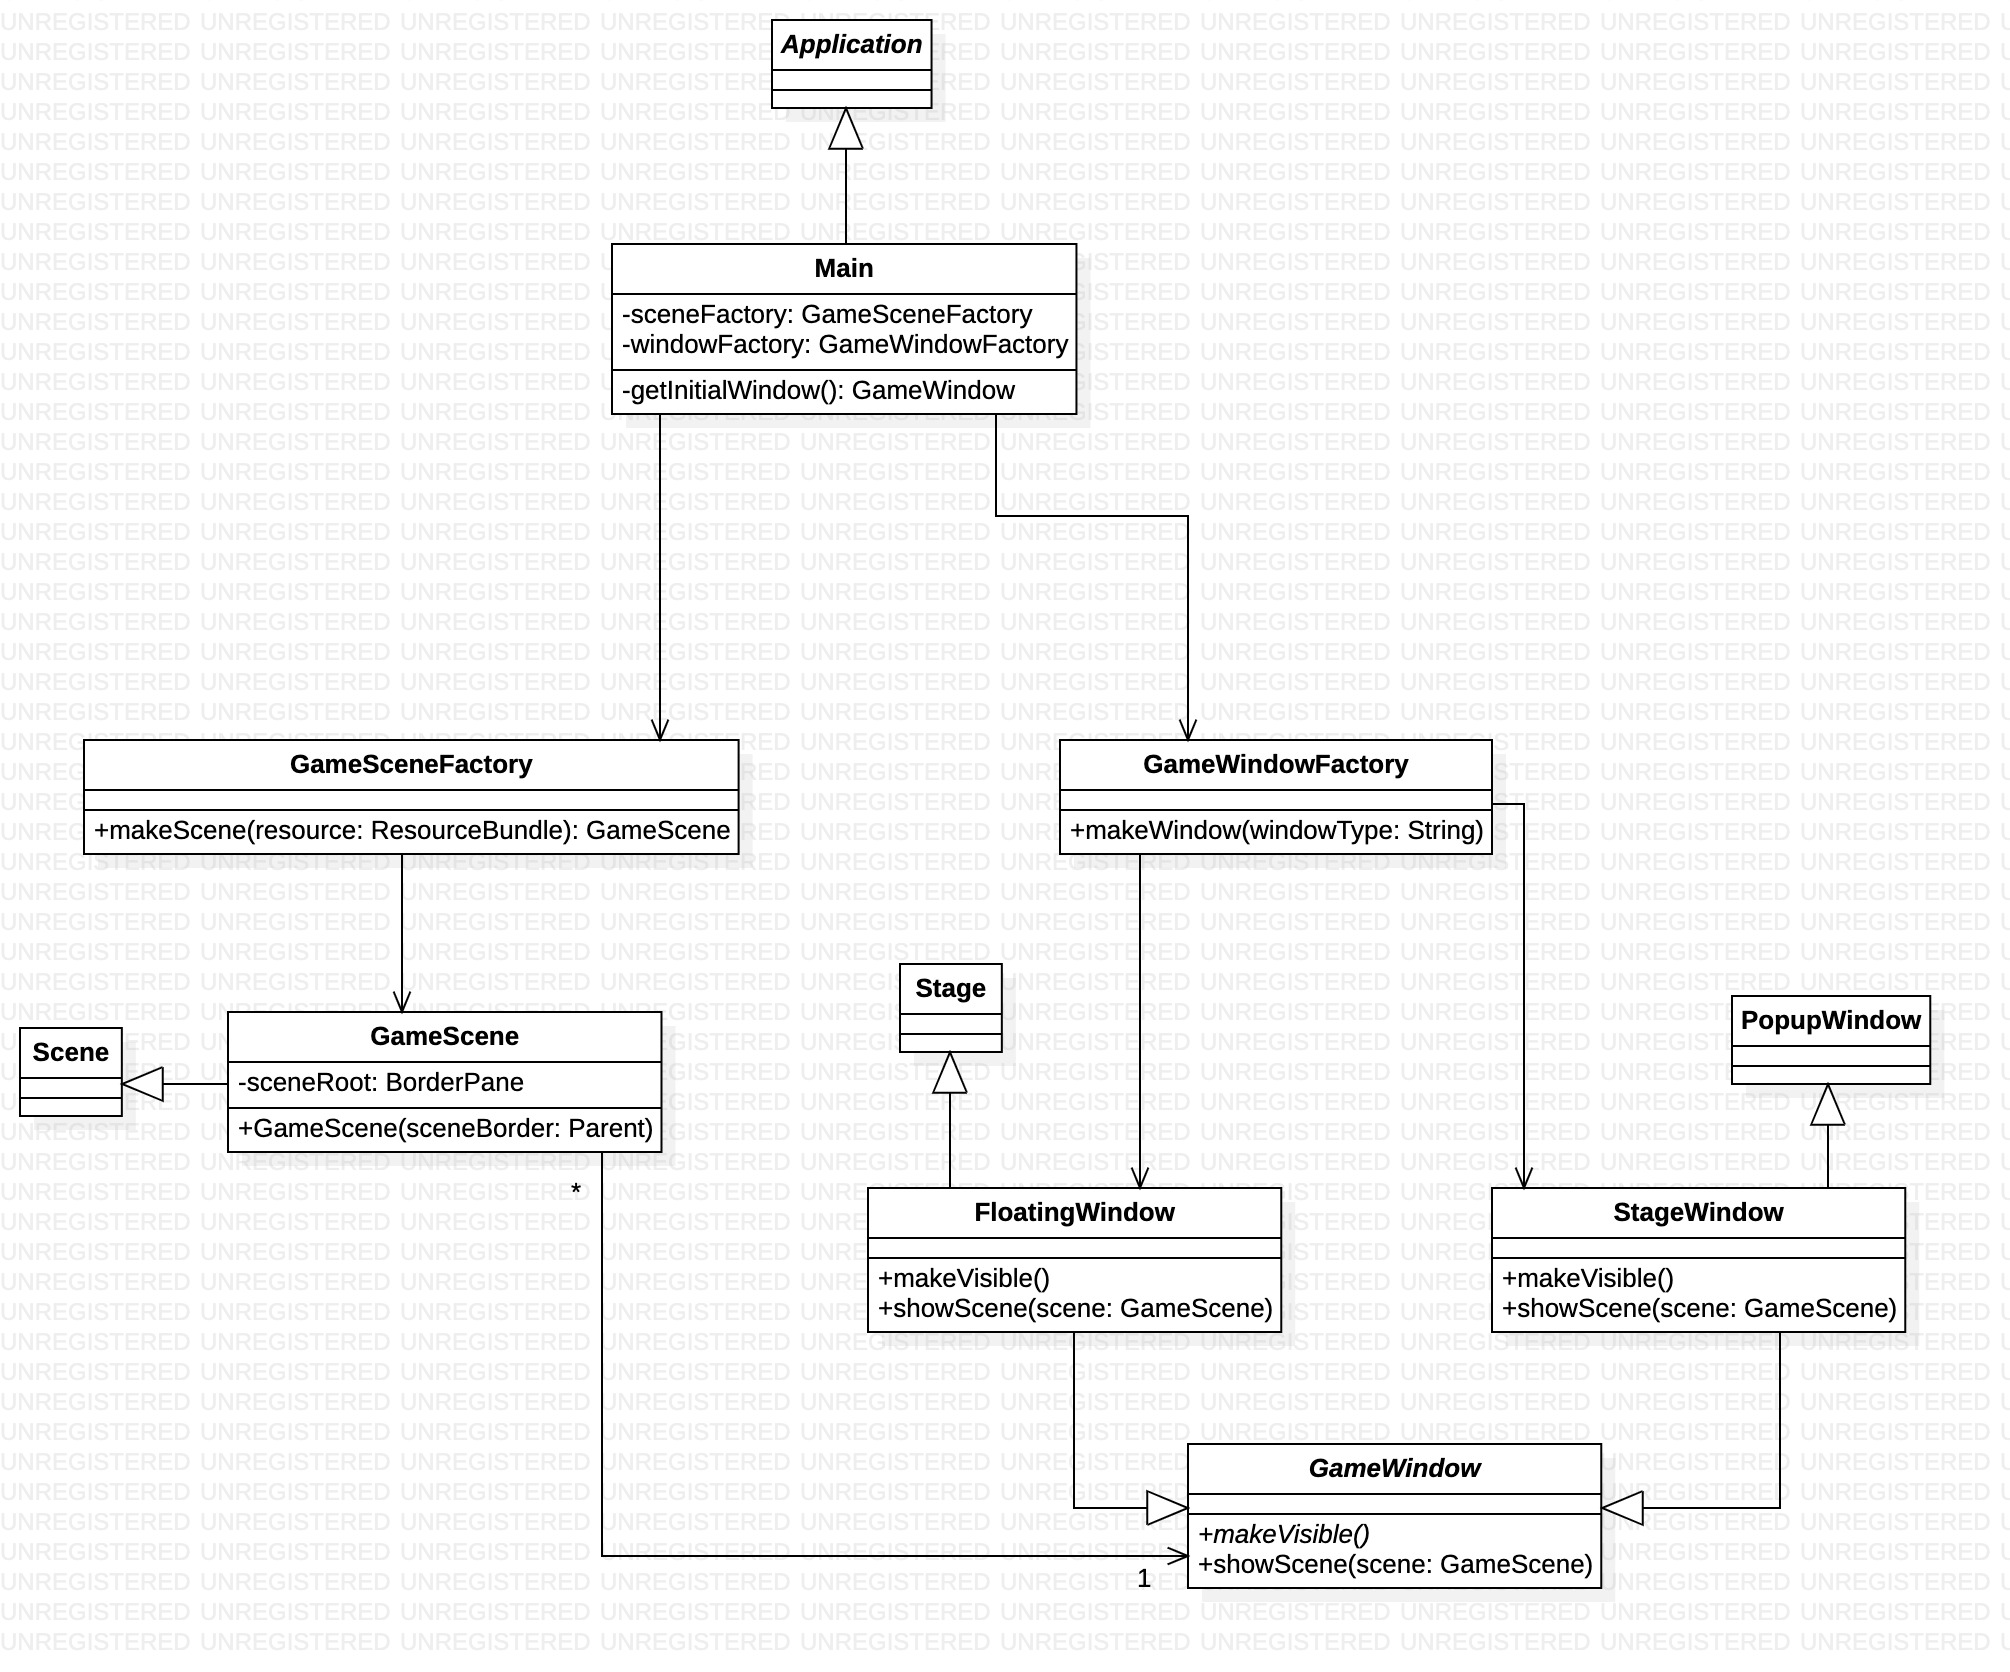 Application
Main
-sceneFactory: GameSceneFactory
-windowFactory: GameWindowFactory
-getInitialWindow(): GameWindow
GameSceneFactory
+makeScene(resource: ResourceBundle): GameScene
GameWindowFactory
+makeWindow(windowType: String)
Scene
GameScene
-sceneRoot: BorderPane
+GameScene(sceneBorder: Parent)
Stage
PopupWindow
*
FloatingWindow
+makeVisible()
+showScene(scene: GameScene)
StageWindow
+makeVisible()
+showScene(scene: GameScene)
GameWindow
+makeVisible()
+showScene(scene: GameScene)
1
UNREGISTERED